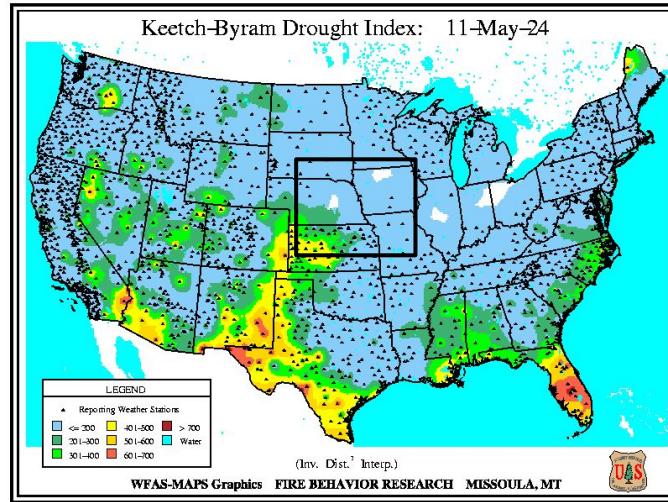 Keetch-Byram Drought Index: 11-May-24
LEGEND
Reporting Weather Stations
<= 200 401-500 > 700
201-300 501-600 Water
301-400 601-700
(Inv. Dist.² Interp.)
WFAS-MAPS Graphics FIRE BEHAVIOR RESEARCH MISSOULA, MT